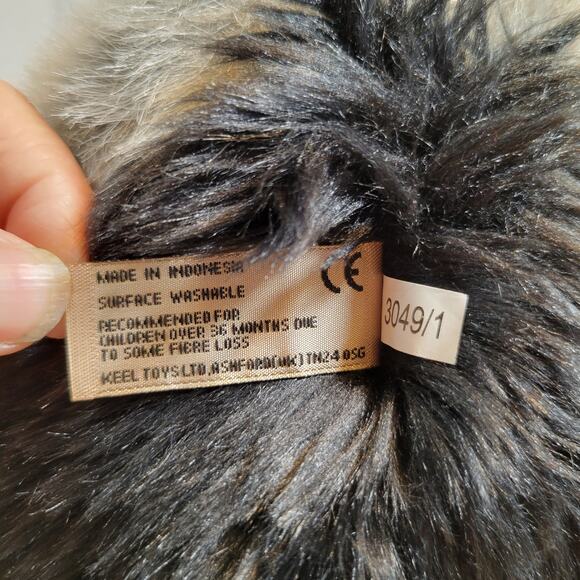 MADE IN INDONESIA
SURFACE WASHABLE
RECOMMENDED FOR
CHILDREN OVER 36 MONTHS DUE
TO SOME FIBRE LOSS
KEEL TOYS LTD, ASHFORD(UK)TN24 0SG
CE
3049/1